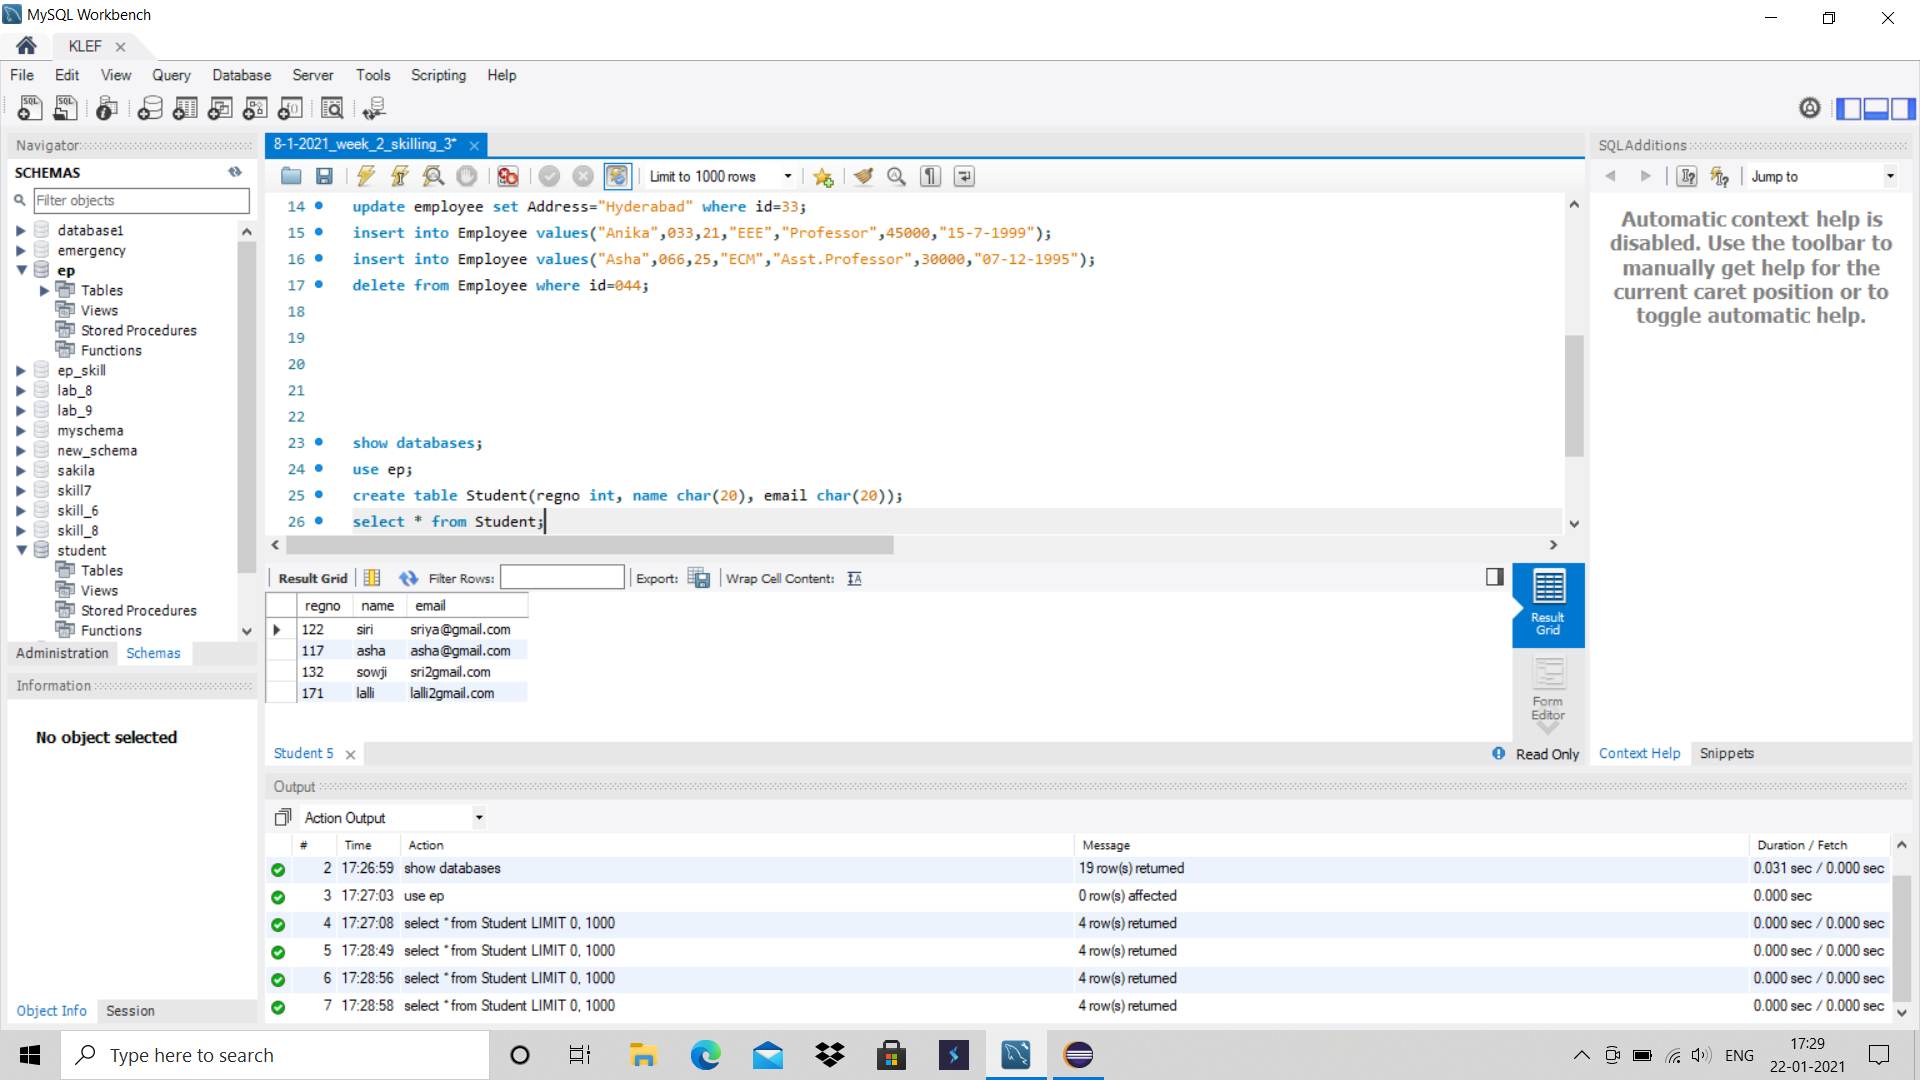 MySQL Workbench
KLEF
File Edit View Query Database Server Tools Scripting Help
Navigator
SCHEMAS
Filter objects
database1
emergency
ep
Tables
Views
Stored Procedures
Functions
ep_skill
lab_8
lab_9
myschema
new_schema
sakila
skill7
skill_6
skill_8
student
Tables
Views
Stored Procedures
Functions
Administration Schemas
Information
No object selected
Object Info Session
8-1-2021_week_2_skilling_3*
Limit to 1000 rows
14 update employee set Address="Hyderabad" where id=33;
15 insert into Employee values("Anika",033,21,"EEE","Professor",45000,"15-7-1999");
16 insert into Employee values("Asha",066,25,"ECM","Asst.Professor",30000,"07-12-1995");
17 delete from Employee where id=044;
18
19
20
21
22
23 show databases;
24 use ep;
25 create table Student(regno int, name char(20), email char(20));
26 select * from Student;
Result Grid Filter Rows: Export: Wrap Cell Content:
regno name email
122 siri sriya@gmail.com
117 asha asha@gmail.com
132 sowji sri2gmail.com
171 lalli lalli2gmail.com
Result Grid
Form Editor
Student 5
Read Only
SQLAdditions
Jump to
Automatic context help is
disabled. Use the toolbar to
manually get help for the
current caret position or to
toggle automatic help.
Context Help Snippets
Output
Action Output
# Time Action Message Duration / Fetch
2 17:26:59 show databases 19 row(s) returned 0.031 sec / 0.000 sec
3 17:27:03 use ep 0 row(s) affected 0.000 sec
4 17:27:08 select * from Student LIMIT 0, 1000 4 row(s) returned 0.000 sec / 0.000 sec
5 17:28:49 select * from Student LIMIT 0, 1000 4 row(s) returned 0.000 sec / 0.000 sec
6 17:28:56 select * from Student LIMIT 0, 1000 4 row(s) returned 0.000 sec / 0.000 sec
7 17:28:58 select * from Student LIMIT 0, 1000 4 row(s) returned 0.000 sec / 0.000 sec
Type here to search
ENG
17:29
22-01-2021